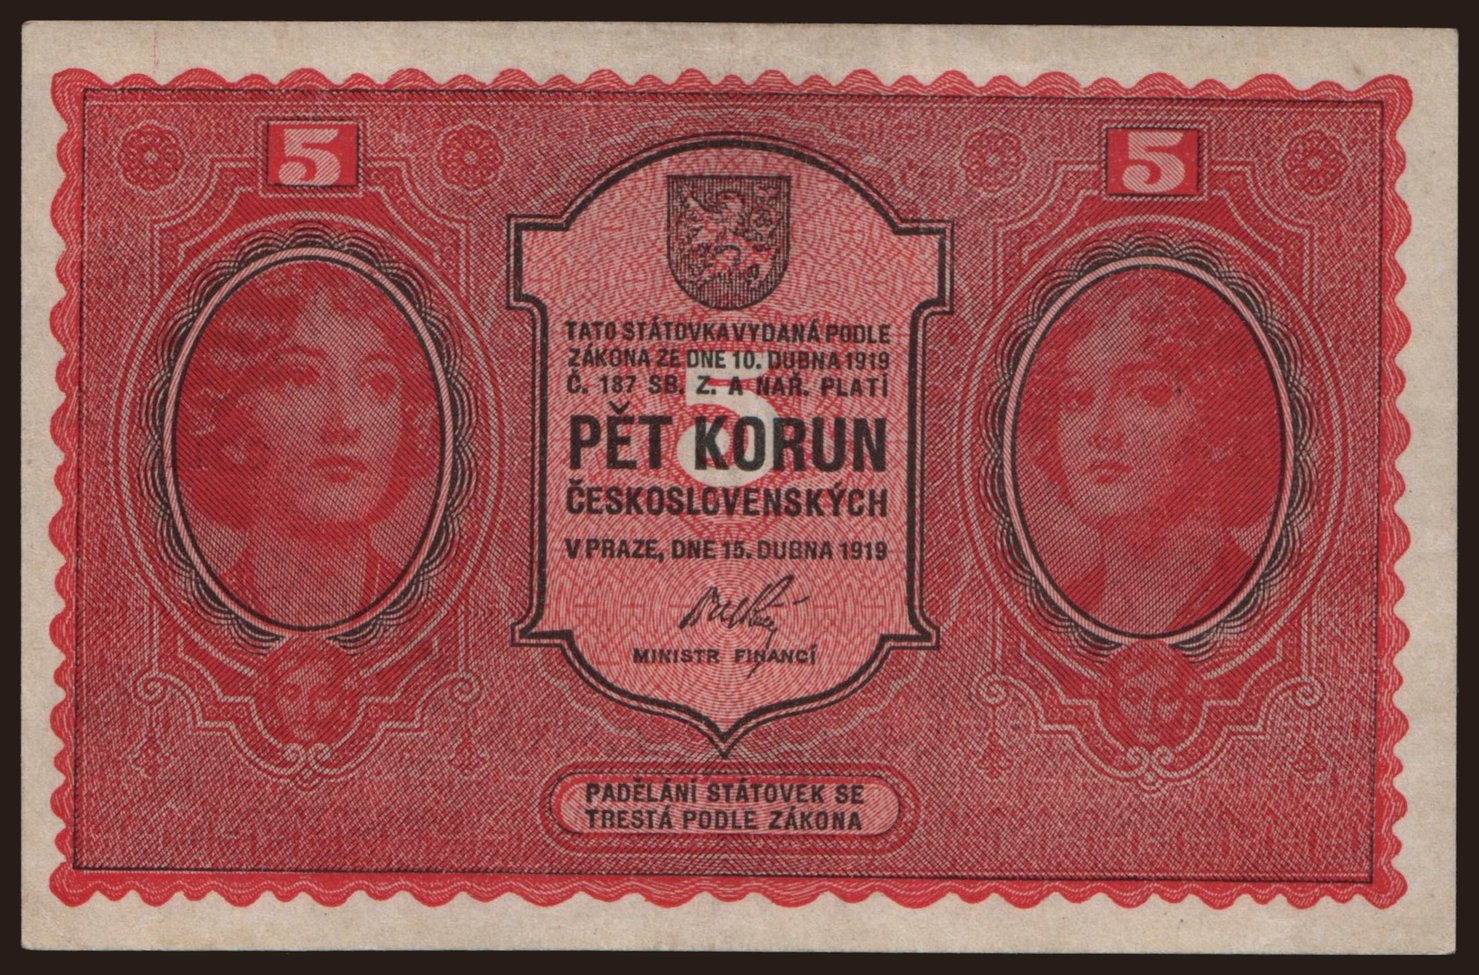 5
5
TATO STÁTOVKA VYDANÁ PODLE
ZÁKONA ZE DNE 10. DUBNA 1919
Č. 187 SB. Z. A NAŘ. PLATÍ
5
PĚT KORUN
ČESKOSLOVENSKÝCH
V PRAZE, DNE 15. DUBNA 1919
MINISTR FINANCÍ
PADĚLÁNÍ STÁTOVEK SE
TRESTÁ PODLE ZÁKONA